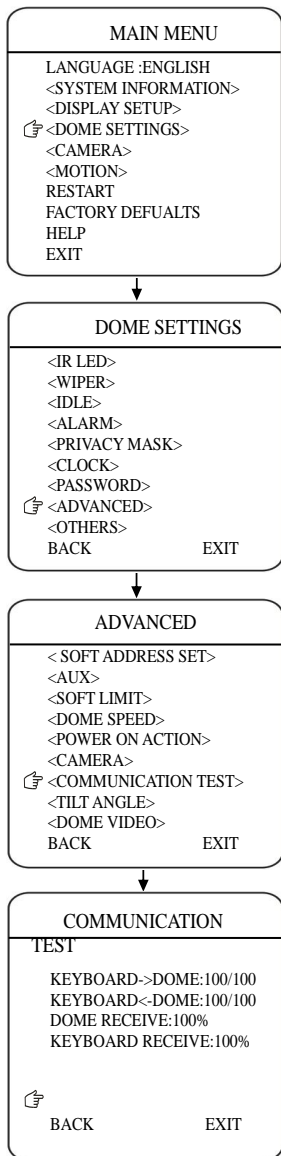 MAIN MENU
LANGUAGE :ENGLISH
<SYSTEM INFORMATION>
<DISPLAY SETUP>
<DOME SETTINGS>
<CAMERA>
<MOTION>
RESTART
FACTORY DEFUALTS
HELP
EXIT
DOME SETTINGS
<IR LED>
<WIPER>
<IDLE>
<ALARM>
<PRIVACY MASK>
<CLOCK>
<PASSWORD>
<ADVANCED>
<OTHERS>
BACK EXIT
ADVANCED
< SOFT ADDRESS SET>
<AUX>
<SOFT LIMIT>
<DOME SPEED>
<POWER ON ACTION>
<CAMERA>
<COMMUNICATION TEST>
<TILT ANGLE>
<DOME VIDEO>
BACK EXIT
COMMUNICATION
TEST
KEYBOARD->DOME:100/100
KEYBOARD<-DOME:100/100
DOME RECEIVE:100%
KEYBOARD RECEIVE:100%
BACK EXIT